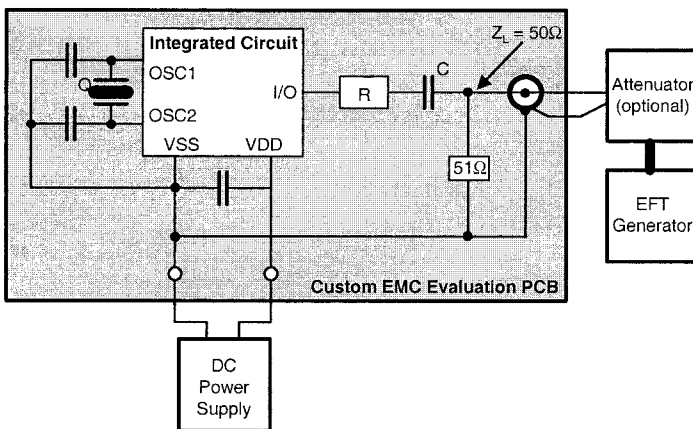 Integrated Circuit
Z_L = 50Ω
OSC1
C
I/O
R
Q
OSC2
VSS VDD
51Ω
Attenuator
(optional)
EFT
Generator
Custom EMC Evaluation PCB
DC
Power
Supply